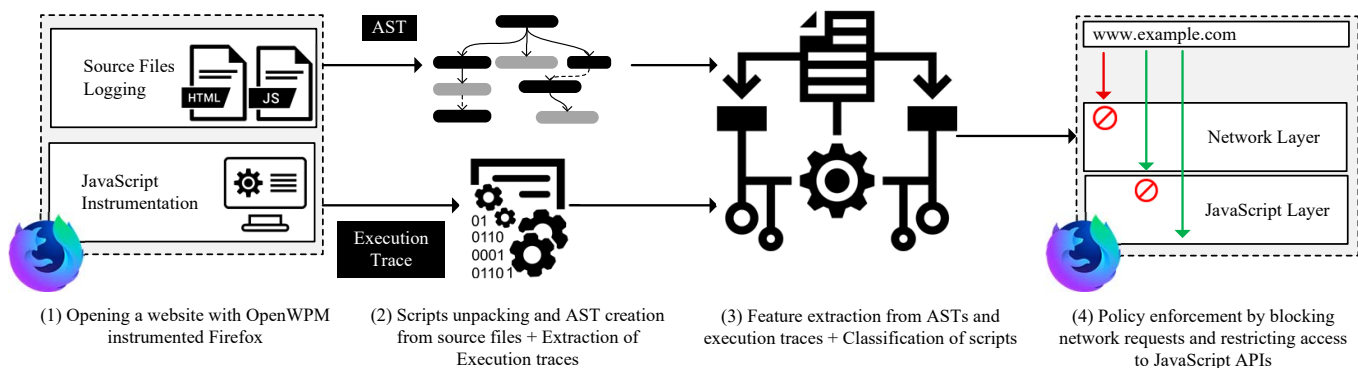 Source Files
Logging
HTML
JS
JavaScript
Instrumentation
(1) Opening a website with OpenWPM
instrumented Firefox
AST
Execution
Trace
01
0110
0001
01101
(2) Scripts unpacking and AST creation
from source files + Extraction of
Execution traces
(3) Feature extraction from ASTs and
execution traces + Classification of scripts
www.example.com
Network Layer
JavaScript Layer
(4) Policy enforcement by blocking
network requests and restricting access
to JavaScript APIs